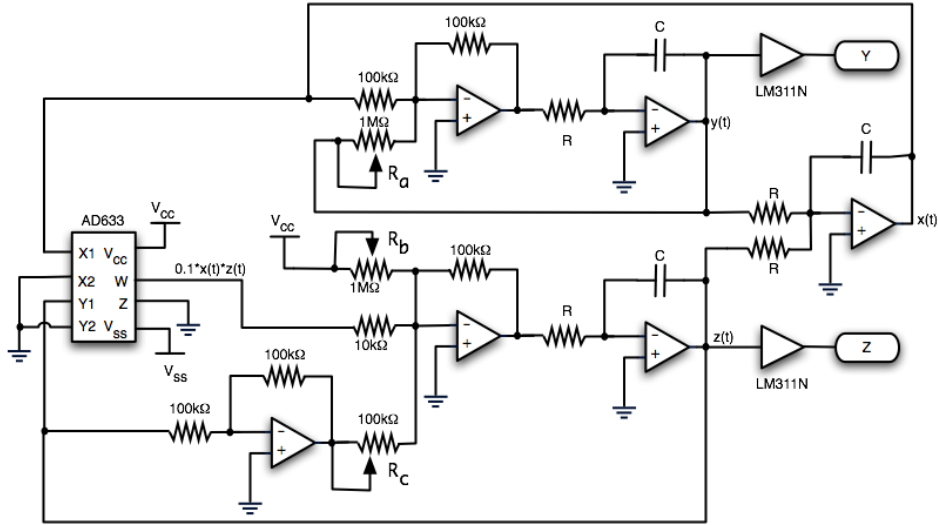 100kΩ
C
Y
100kΩ
LM311N
1MΩ
R
y(t)
C
Ra
R
AD633
VCC
VCC
Rb
x(t)
X1 VCC
0.1*x(t)*z(t)
100kΩ
C
R
X2 W
1MΩ
Y1 Z
R
Y2 VSS
10kΩ
z(t)
Z
VSS
100kΩ
LM311N
100kΩ
100kΩ
Rc
- +
- +
- +
- +
- +
- +